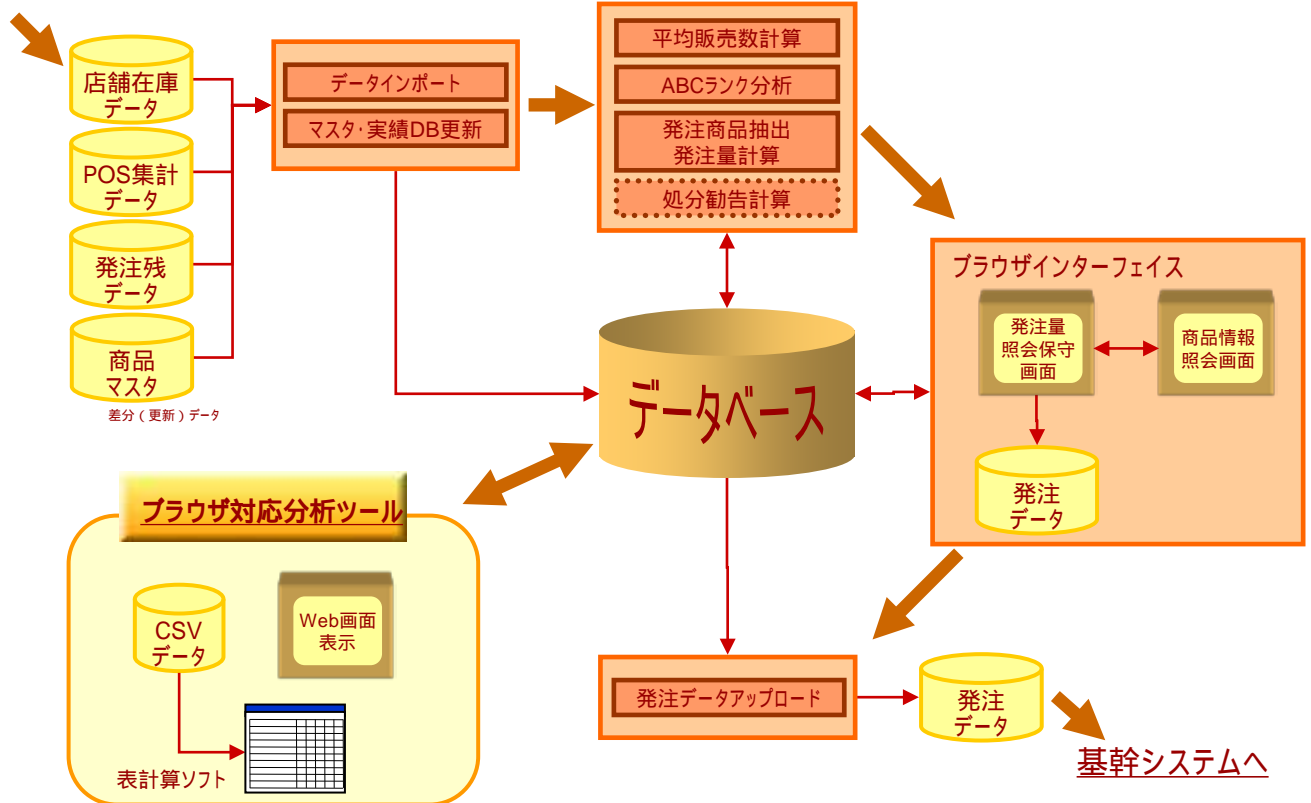 店舗在庫
データ
POS集計
データ
発注残
データ
商品
マスタ
差分（更新）データ
データインポート
マスタ・実績DB更新
平均販売数計算
ABCランク分析
発注商品抽出
発注量計算
処分勧告計算
ブラウザインターフェイス
発注量
照会保守
画面
商品情報
照会画面
発注
データ
データベース
ブラウザ対応分析ツール
CSV
データ
Web画面
表示
表計算ソフト
発注データアップロード
発注
データ
基幹システムへ